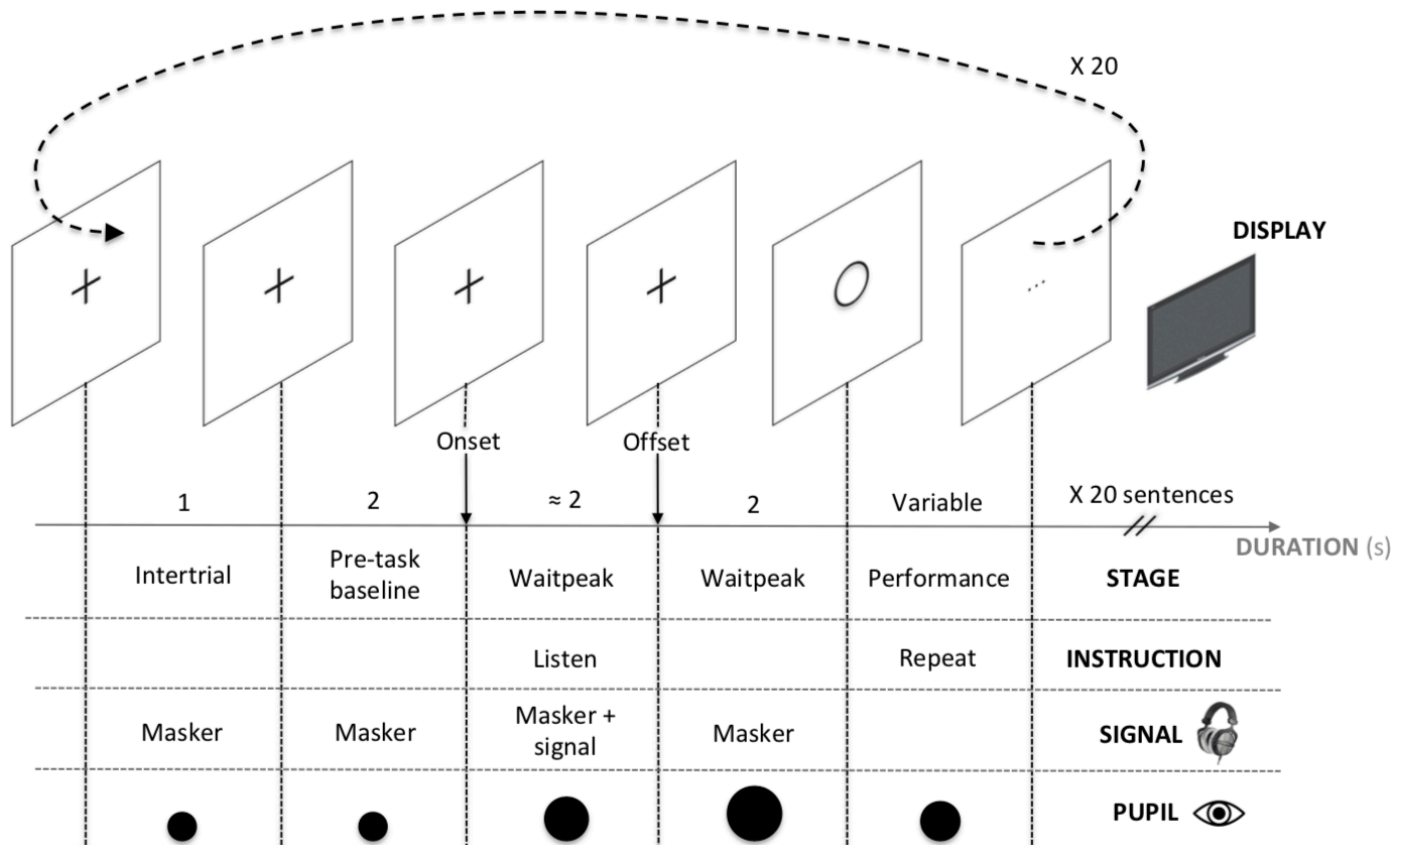 X 20
DISPLAY
Onset
Offset
1
2
≈ 2
2
Variable
X 20 sentences
DURATION (s)
Intertrial
Pre-task
baseline
Waitpeak
Waitpeak
Performance
STAGE
Listen
Repeat
INSTRUCTION
Masker
Masker
Masker +
signal
Masker
SIGNAL
PUPIL